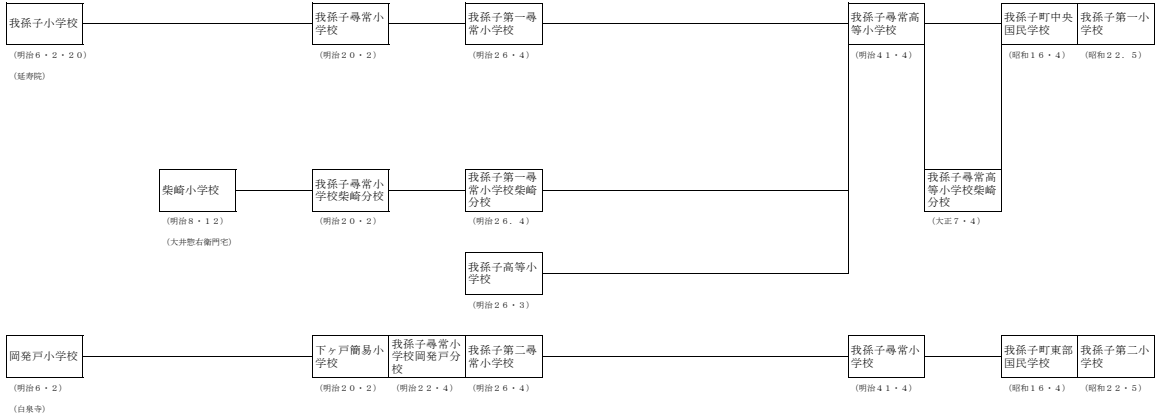 我孫子小学校
（明治６・２・２０）
（延寿院）
我孫子尋常小
学校
（明治２０・２）
我孫子第一尋
常小学校
（明治２６・４）
我孫子尋常高
等小学校
（明治４１・４）
我孫子町中央
国民学校
（昭和１６・４）
我孫子第一小
学校
（昭和２２．５）
柴崎小学校
（明治８・１２）
（大井惣右衛門宅）
我孫子尋常小
学校柴崎分校
（明治２０・２）
我孫子第一尋
常小学校柴崎
分校
（明治２６．４）
我孫子尋常高
等小学校柴崎
分校
（大正７・４）
我孫子高等小
学校
（明治２６・３）
岡発戸小学校
（明治６・２）
（白泉寺）
下ヶ戸簡易小
学校
（明治２０・２）
我孫子尋常小
学校岡発戸分
校
（明治２２・４）
我孫子第二尋
常小学校
（明治２６・４）
我孫子尋常小
学校
（明治４１・４）
我孫子町東部
国民学校
（昭和１６・４）
我孫子第二小
学校
（昭和２２・５）